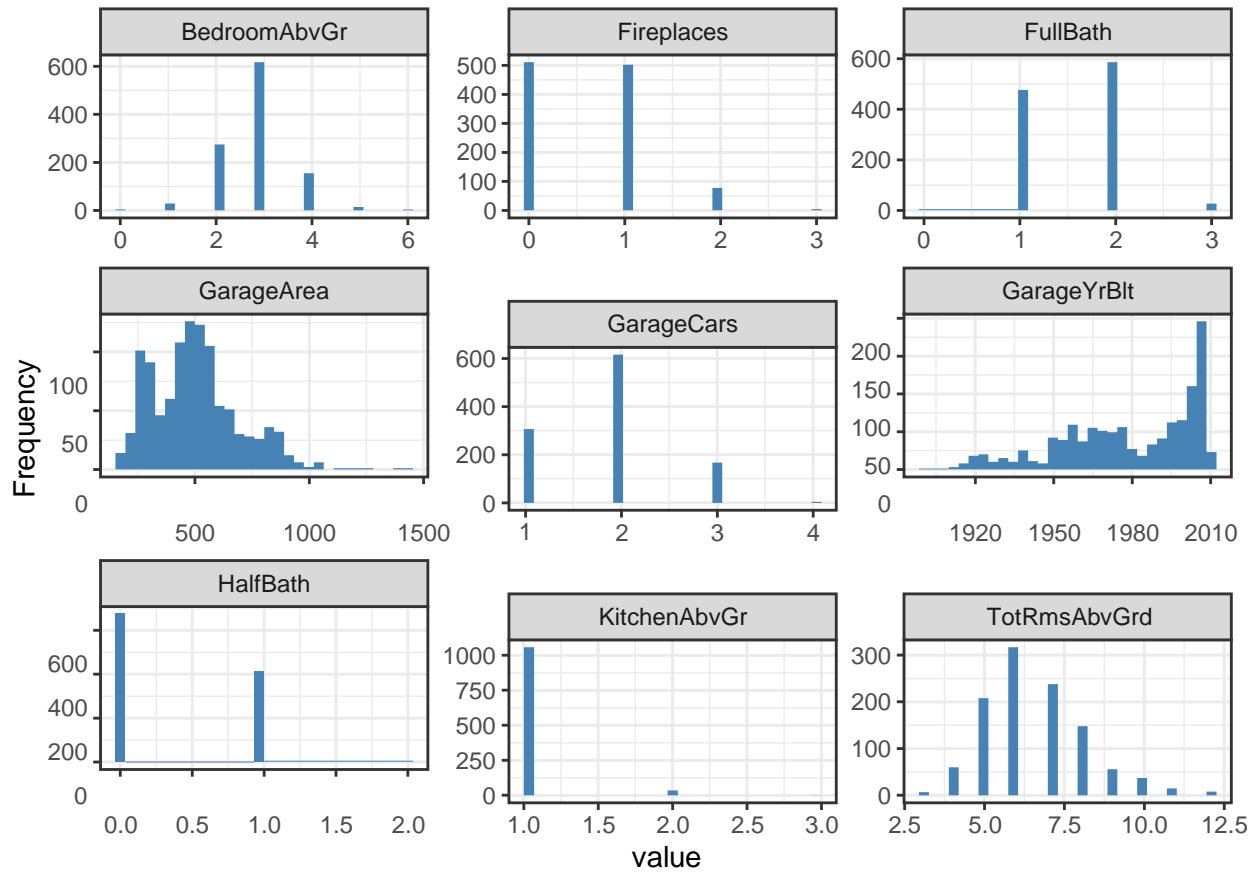 BedroomAbvGr
Fireplaces
FullBath
600
400
200
0
0 2 4 6
500
400
300
200
100
0
0 1 2 3
600
400
200
0
0 1 2 3
Frequency
GarageArea
GarageCars
GarageYrBlt
100
50
0
500 1000 1500
600
400
200
0
1 2 3 4
200
150
100
50
0
1920 1950 1980 2010
HalfBath
KitchenAbvGr
TotRmsAbvGrd
600
400
200
0
0.0 0.5 1.0 1.5 2.0
1000
750
500
250
0
1.0 1.5 2.0 2.5 3.0
300
200
100
0
2.5 5.0 7.5 10.0 12.5
value